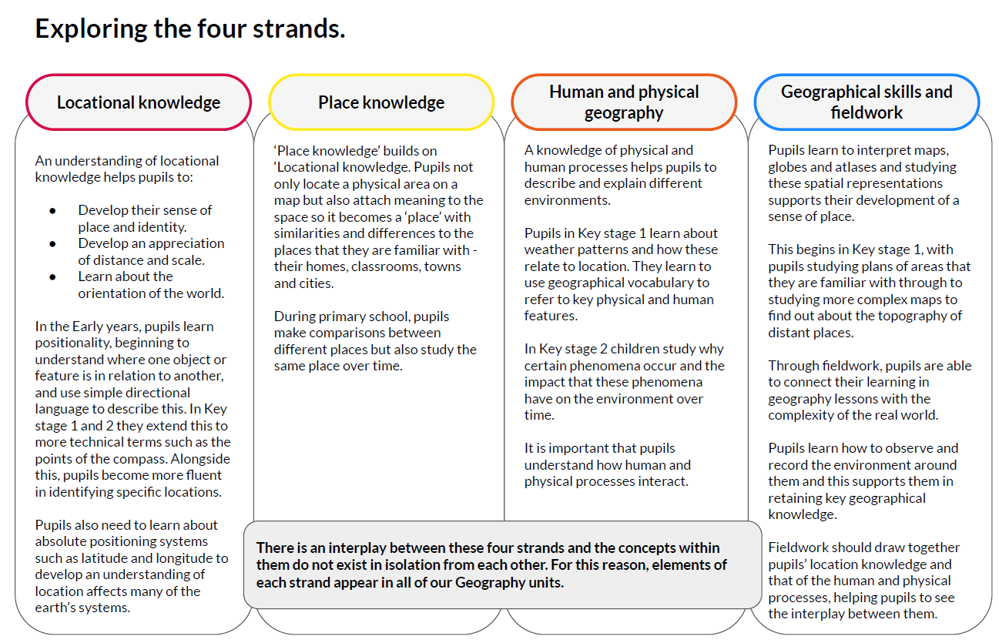 Exploring the four strands.
Locational knowledge
An understanding of locational
knowledge helps pupils to:
● Develop their sense of
place and identity.
● Develop an appreciation
of distance and scale.
● Learn about the
orientation of the world.
In the Early years, pupils learn
positionality, beginning to
understand where one object or
feature is in relation to another,
and use simple directional
language to describe this. In Key
stage 1 and 2 they extend this to
more technical terms such as the
points of the compass. Alongside
this, pupils become more fluent
in identifying specific locations.
Pupils also need to learn about
absolute positioning systems
such as latitude and longitude to
develop an understanding of
location affects many of the
earth's systems.
Place knowledge
‘Place knowledge’ builds on
‘Locational knowledge. Pupils not
only locate a physical area on a
map but also attach meaning to the
space so it becomes a ‘place’ with
similarities and differences to the
places that they are familiar with -
their homes, classrooms, towns
and cities.
During primary school, pupils
make comparisons between
different places but also study the
same place over time.
Human and physical
geography
A knowledge of physical and
human processes helps pupils to
describe and explain different
environments.
Pupils in Key stage 1 learn about
weather patterns and how these
relate to location. They learn to
use geographical vocabulary to
refer to key physical and human
features.
In Key stage 2 children study why
certain phenomena occur and the
impact that these phenomena
have on the environment over
time.
It is important that pupils
understand how human and
physical processes interact.
Geographical skills and
fieldwork
Pupils learn to interpret maps,
globes and atlases and studying
these spatial representations
supports their development of a
sense of place.
This begins in Key stage 1, with
pupils studying plans of areas that
they are familiar with through to
studying more complex maps to
find out about the topography of
distant places.
Through fieldwork, pupils are able
to connect their learning in
geography lessons with the
complexity of the real world.
Pupils learn how to observe and
record the environment around
them and this supports them in
retaining key geographical
knowledge.
Fieldwork should draw together
pupils’ location knowledge and
that of the human and physical
processes, helping pupils to see
the interplay between them.
There is an interplay between these four strands and the concepts within
them do not exist in isolation from each other. For this reason, elements of
each strand appear in all of our Geography units.